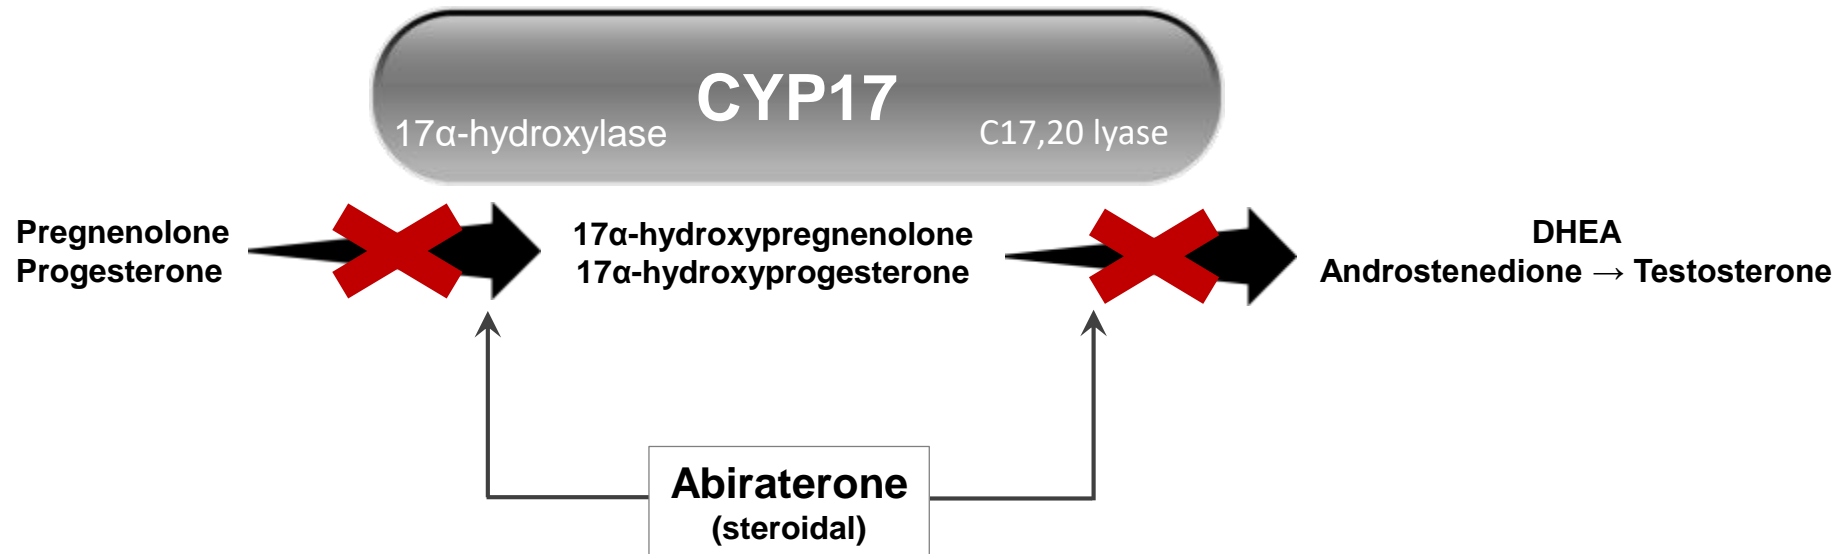 CYP17
17α-hydroxylase
C17,20 lyase
Pregnenolone
Progesterone
17α-hydroxypregnenolone
17α-hydroxyprogesterone
DHEA
Androstenedione → Testosterone
Abiraterone
(steroidal)